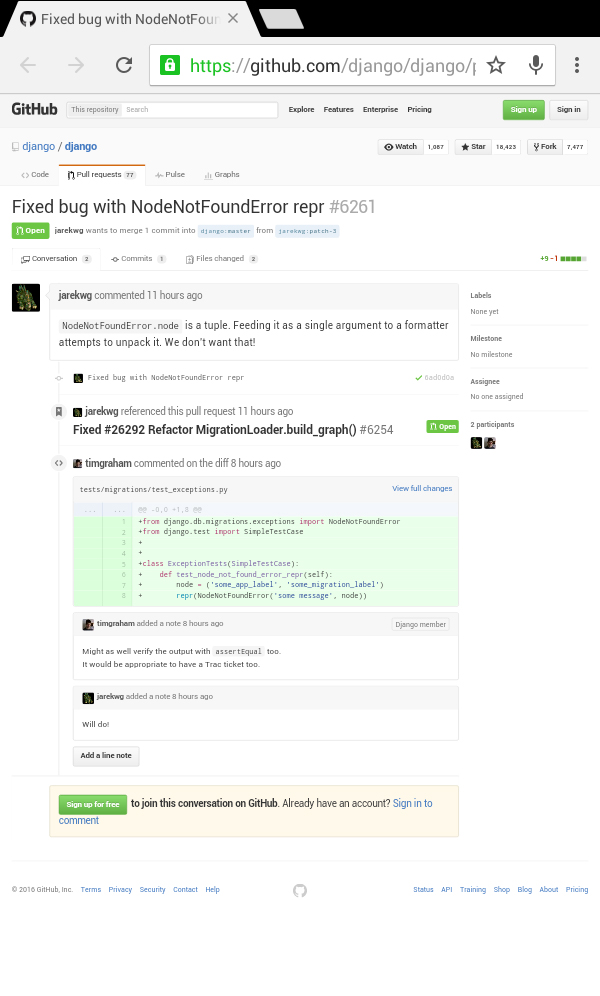 Fixed bug with NodeNotFoun
https://github.com/django/django/p
GitHub This repository Search Explore Features Enterprise Pricing Sign up Sign in
django / django Watch 1,087 Star 18,423 Fork 7,477
Code Pull requests 77 Pulse Graphs
Fixed bug with NodeNotFoundError repr #6261
Open jarekwg wants to merge 1 commit into django:master from jarekwg:patch-3
Conversation 2 Commits 1 Files changed 2 +9 −1
jarekwg commented 11 hours ago
NodeNotFoundError.node is a tuple. Feeding it as a single argument to a formatter
attempts to unpack it. We don't want that!
Labels
None yet
Milestone
No milestone
Assignee
No one assigned
2 participants
Fixed bug with NodeNotFoundError repr 6ad0d0a
jarekwg referenced this pull request 11 hours ago
Fixed #26292 Refactor MigrationLoader.build_graph() #6254 Open
timgraham commented on the diff 8 hours ago
tests/migrations/test_exceptions.py View full changes
... ... @@ -0,0 +1,8 @@
1 +from django.db.migrations.exceptions import NodeNotFoundError
2 +from django.test import SimpleTestCase
3 +
4 +
5 +class ExceptionTests(SimpleTestCase):
6 + def test_node_not_found_error_repr(self):
7 + node = ('some_app_label', 'some_migration_label')
8 + repr(NodeNotFoundError('some message', node))
timgraham added a note 8 hours ago Django member
Might as well verify the output with assertEqual too.
It would be appropriate to have a Trac ticket too.
jarekwg added a note 8 hours ago
Will do!
Add a line note
Sign up for free to join this conversation on GitHub. Already have an account? Sign in to
comment
© 2016 GitHub, Inc. Terms Privacy Security Contact Help Status API Training Shop Blog About Pricing